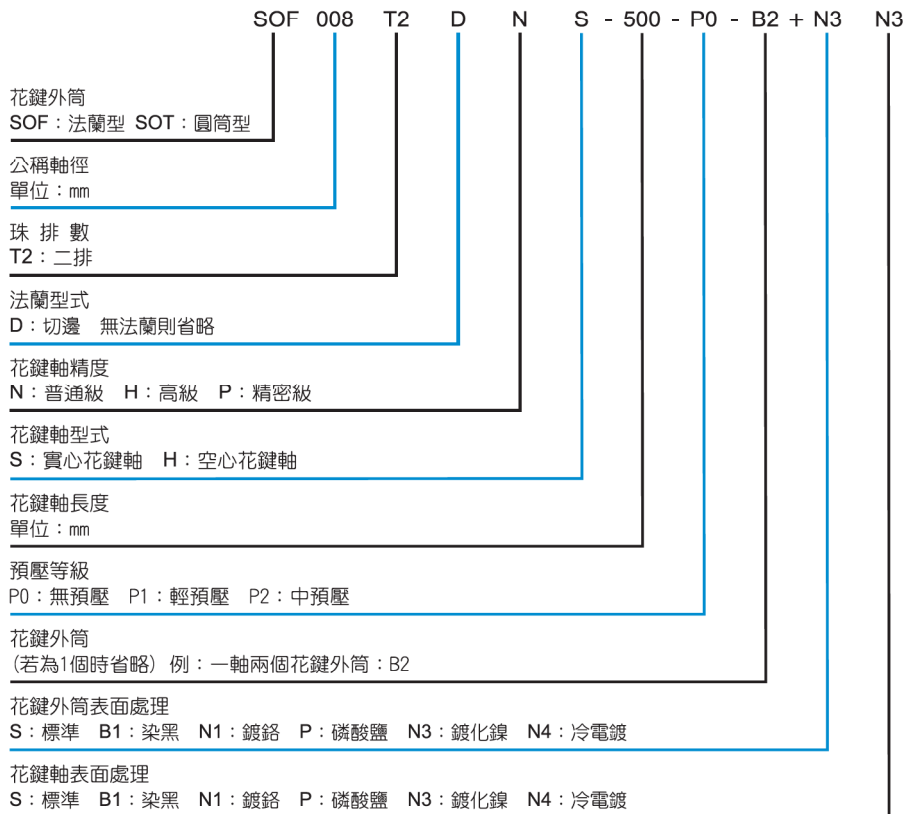 SOF 008 T2 D N S - 500 - P0 - B2 + N3 N3
花鍵外筒
SOF：法蘭型 SOT：圓筒型
公稱軸徑
單位：mm
珠 排 數
T2：二排
法蘭型式
D：切邊 無法蘭則省略
花鍵軸精度
N：普通級 H：高級 P：精密級
花鍵軸型式
S：實心花鍵軸 H：空心花鍵軸
花鍵軸長度
單位：mm
預壓等級
P0：無預壓 P1：輕預壓 P2：中預壓
花鍵外筒
(若為1個時省略) 例：一軸兩個花鍵外筒：B2
花鍵外筒表面處理
S：標準 B1：染黑 N1：鍍鉻 P：磷酸鹽 N3：鍍化鎳 N4：冷電鍍
花鍵軸表面處理
S：標準 B1：染黑 N1：鍍鉻 P：磷酸鹽 N3：鍍化鎳 N4：冷電鍍